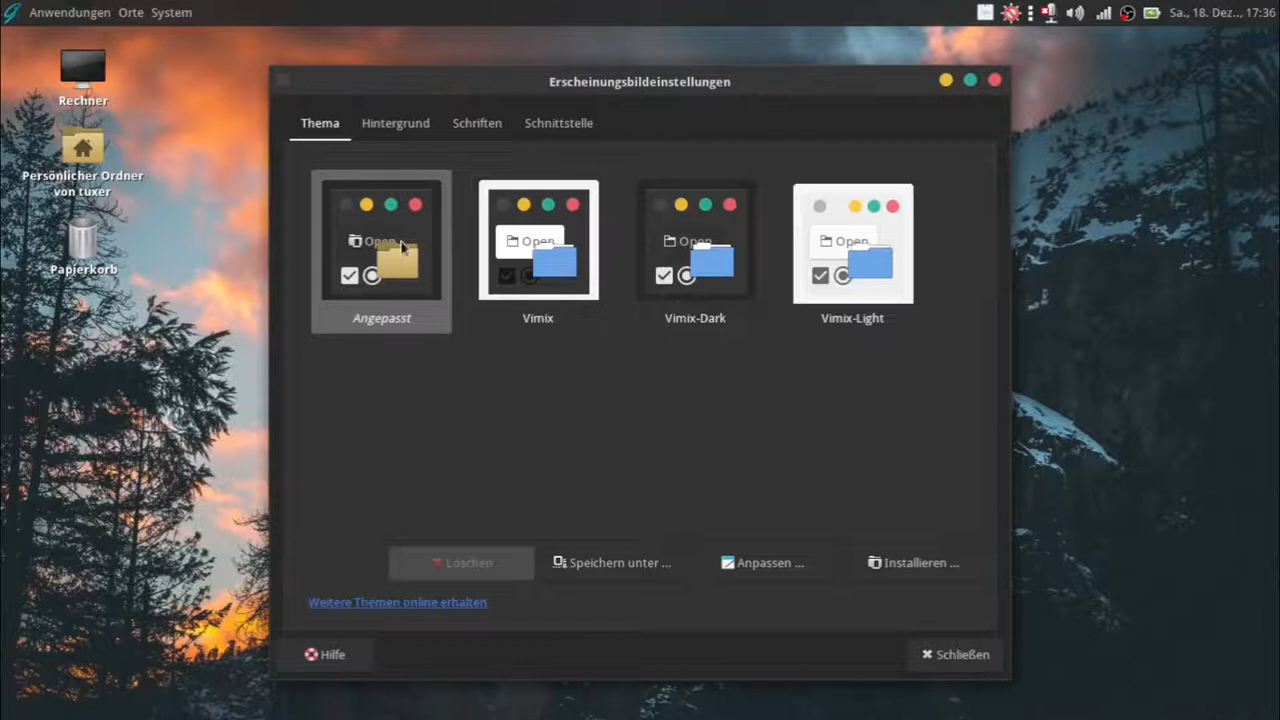 Anwendungen Orte System
Sa., 18. Dez.., 17:36
Rechner
Persönlicher Ordner
von tuxer
Papierkorb
Erscheinungsbildeinstellungen
Thema Hintergrund Schriften Schnittstelle
Open Open Open Open
Angepasst Vimix Vimix-Dark Vimix-Light
Löschen Speichern unter ... Anpassen ... Installieren ...
Weitere Themen online erhalten
Hilfe Schließen